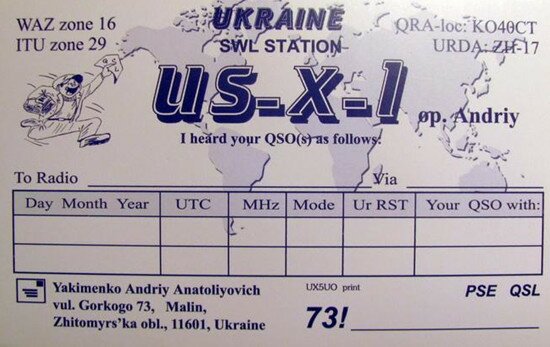 WAZ zone 16
ITU zone 29
UKRAINE
SWL STATION
QRA-loc: KO40CT
URDA: ZH-17
US-X-1 op. Andriy
I heard your QSO(s) as follows:
To Radio Via
Day Month Year UTC MHz Mode Ur RST Your QSO with:
Yakimenko Andriy Anatoliyovich
vul. Gorkogo 73, Malin,
Zhitomyrs'ka obl., 11601, Ukraine
UX5UO print
73!
PSE QSL